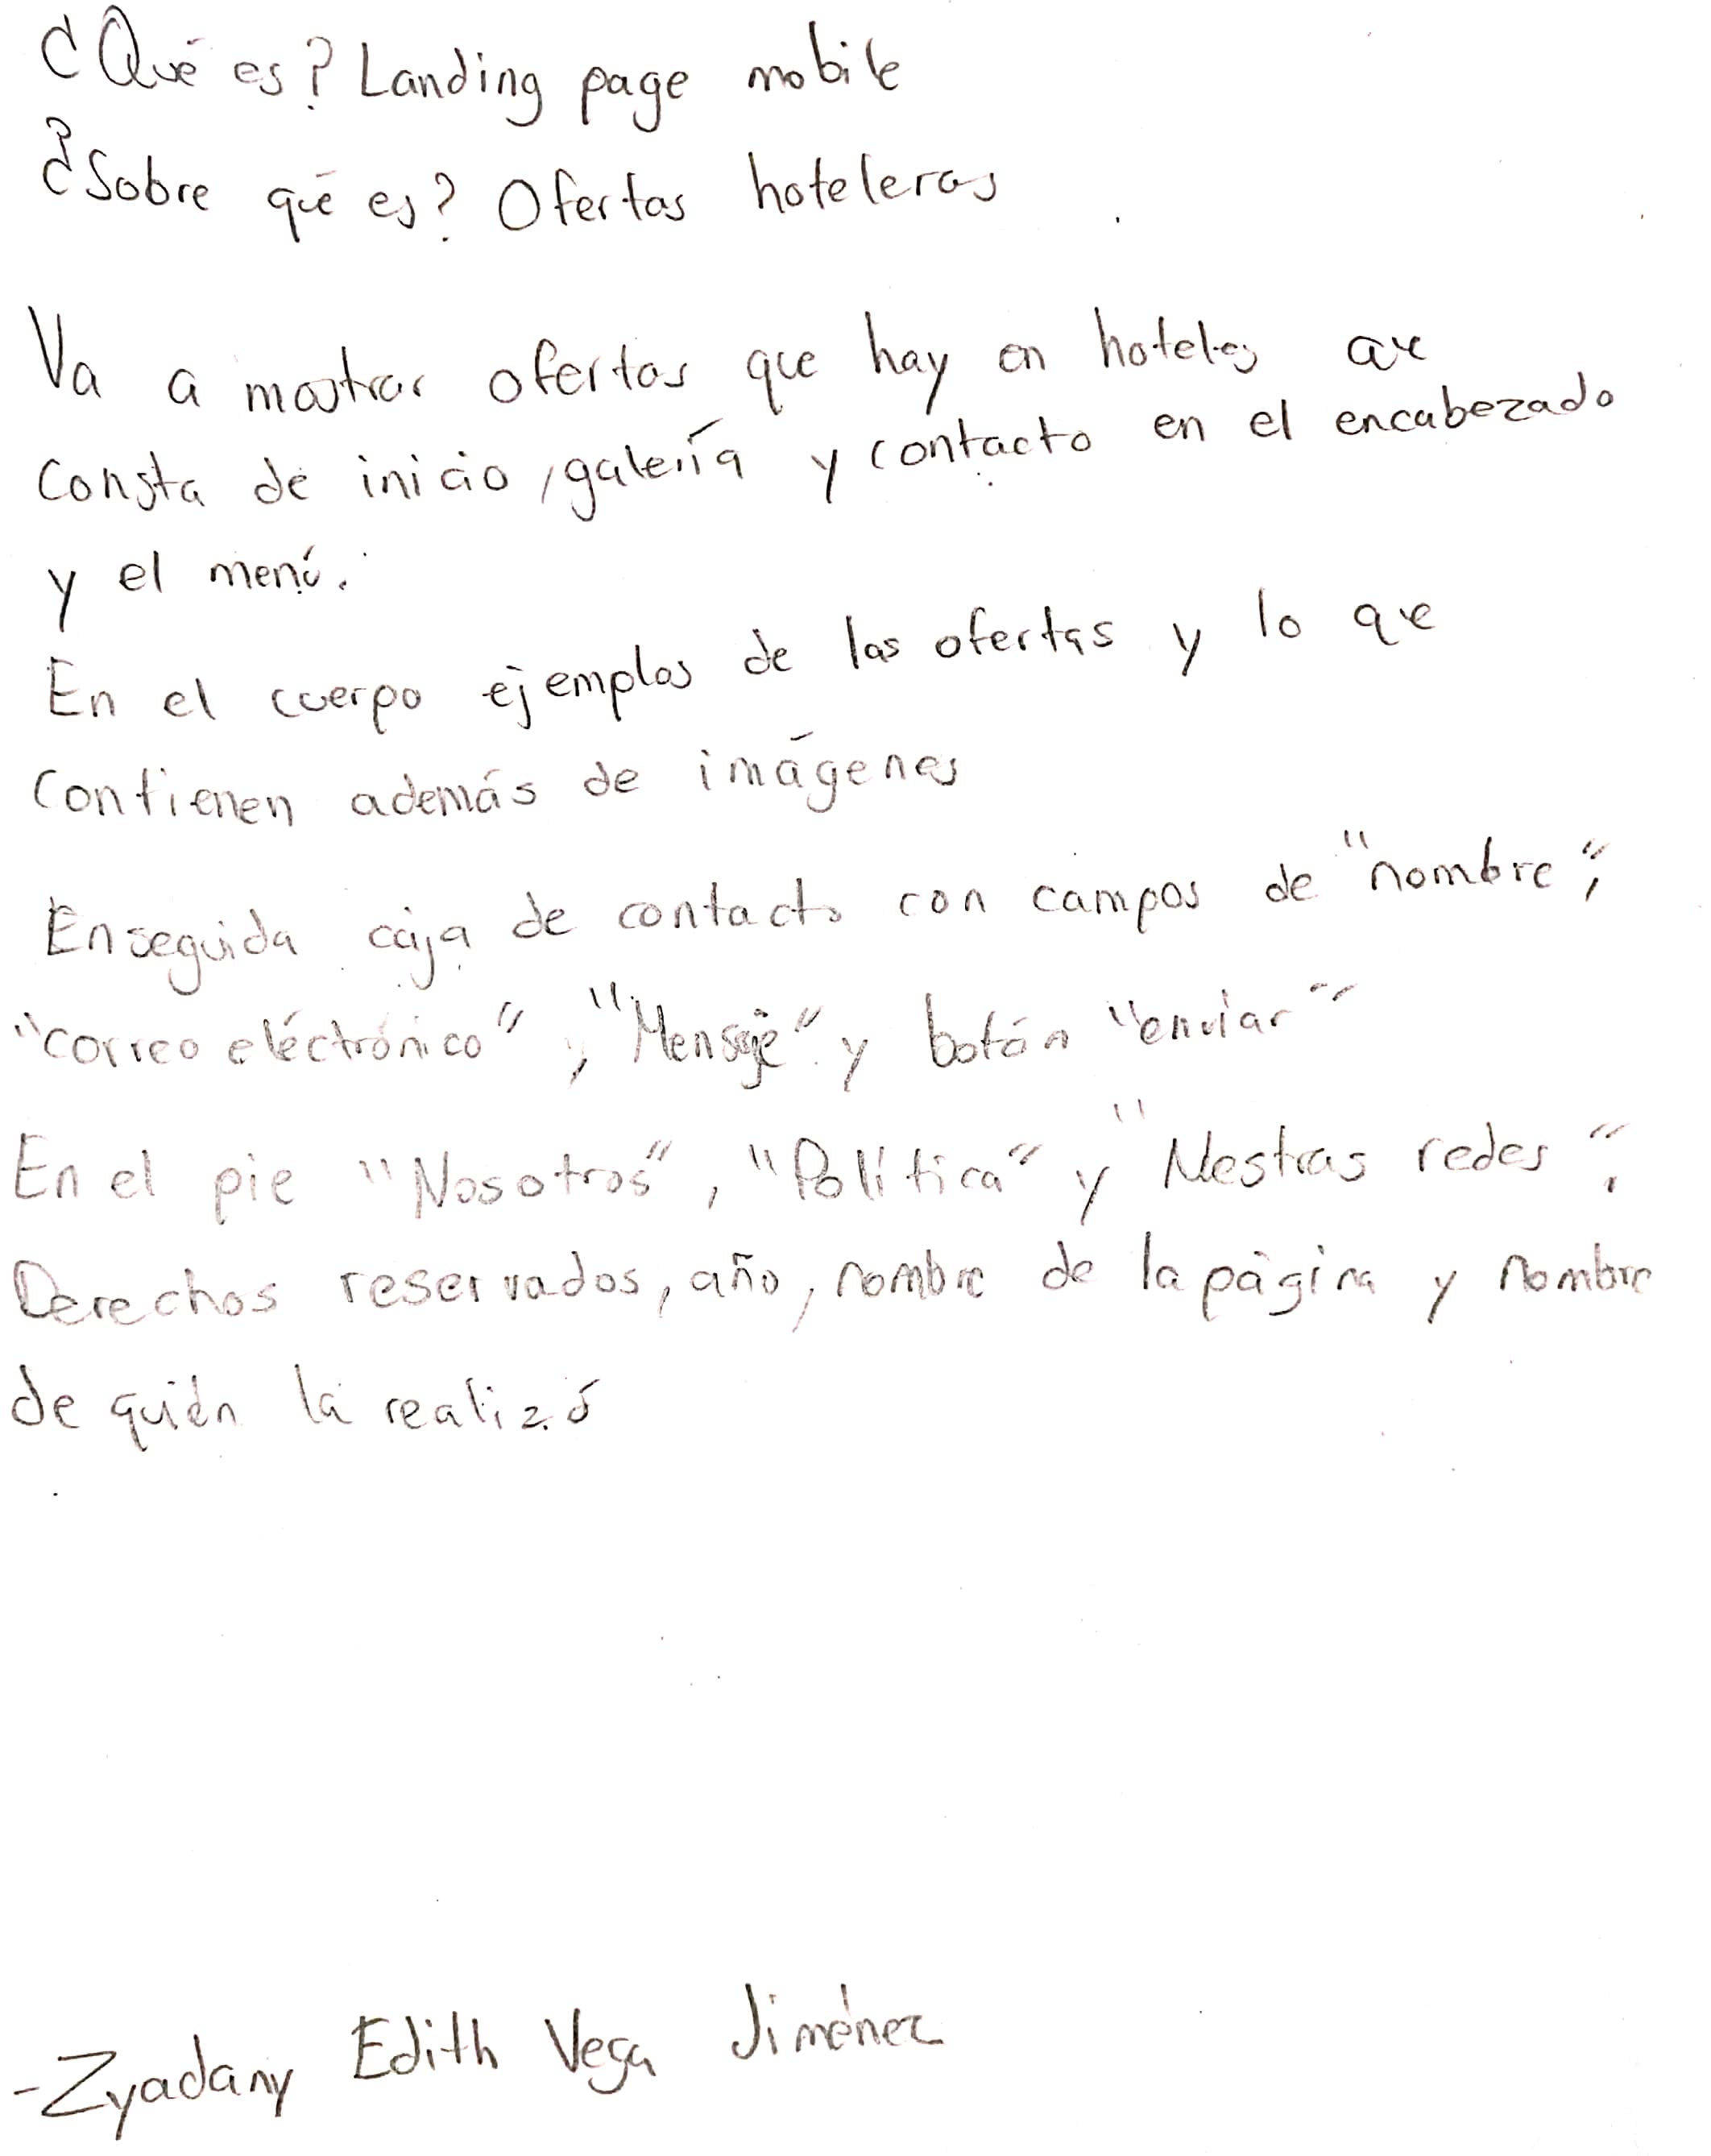 ¿Qué es? Landing page mobile
¿Sobre qué es? Ofertas hoteleras
Va a mostrar ofertas que hay en hoteles que
consta de inicio, galería y contacto en el encabezado
y el menú.
En el cuerpo ejemplos de las ofertas y lo que
contienen además de imágenes
Enseguida caja de contacto con campos de "nombre",
"correo eléctrónico", "Mensaje" y botón "enviar"
En el pie "Nosotros", "Política" y "Nestras redes".
Derechos reservados, año, nombre de la página y nombre
de quién la realizó
-Zyadany Edith Vega Jiménez